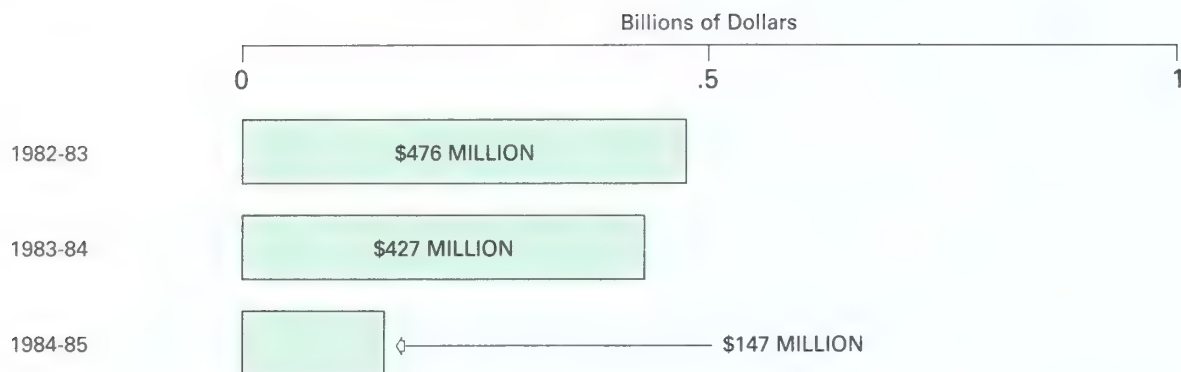 Billions of Dollars
0 .5 1
1982-83 $476 MILLION
1983-84 $427 MILLION
1984-85 $147 MILLION